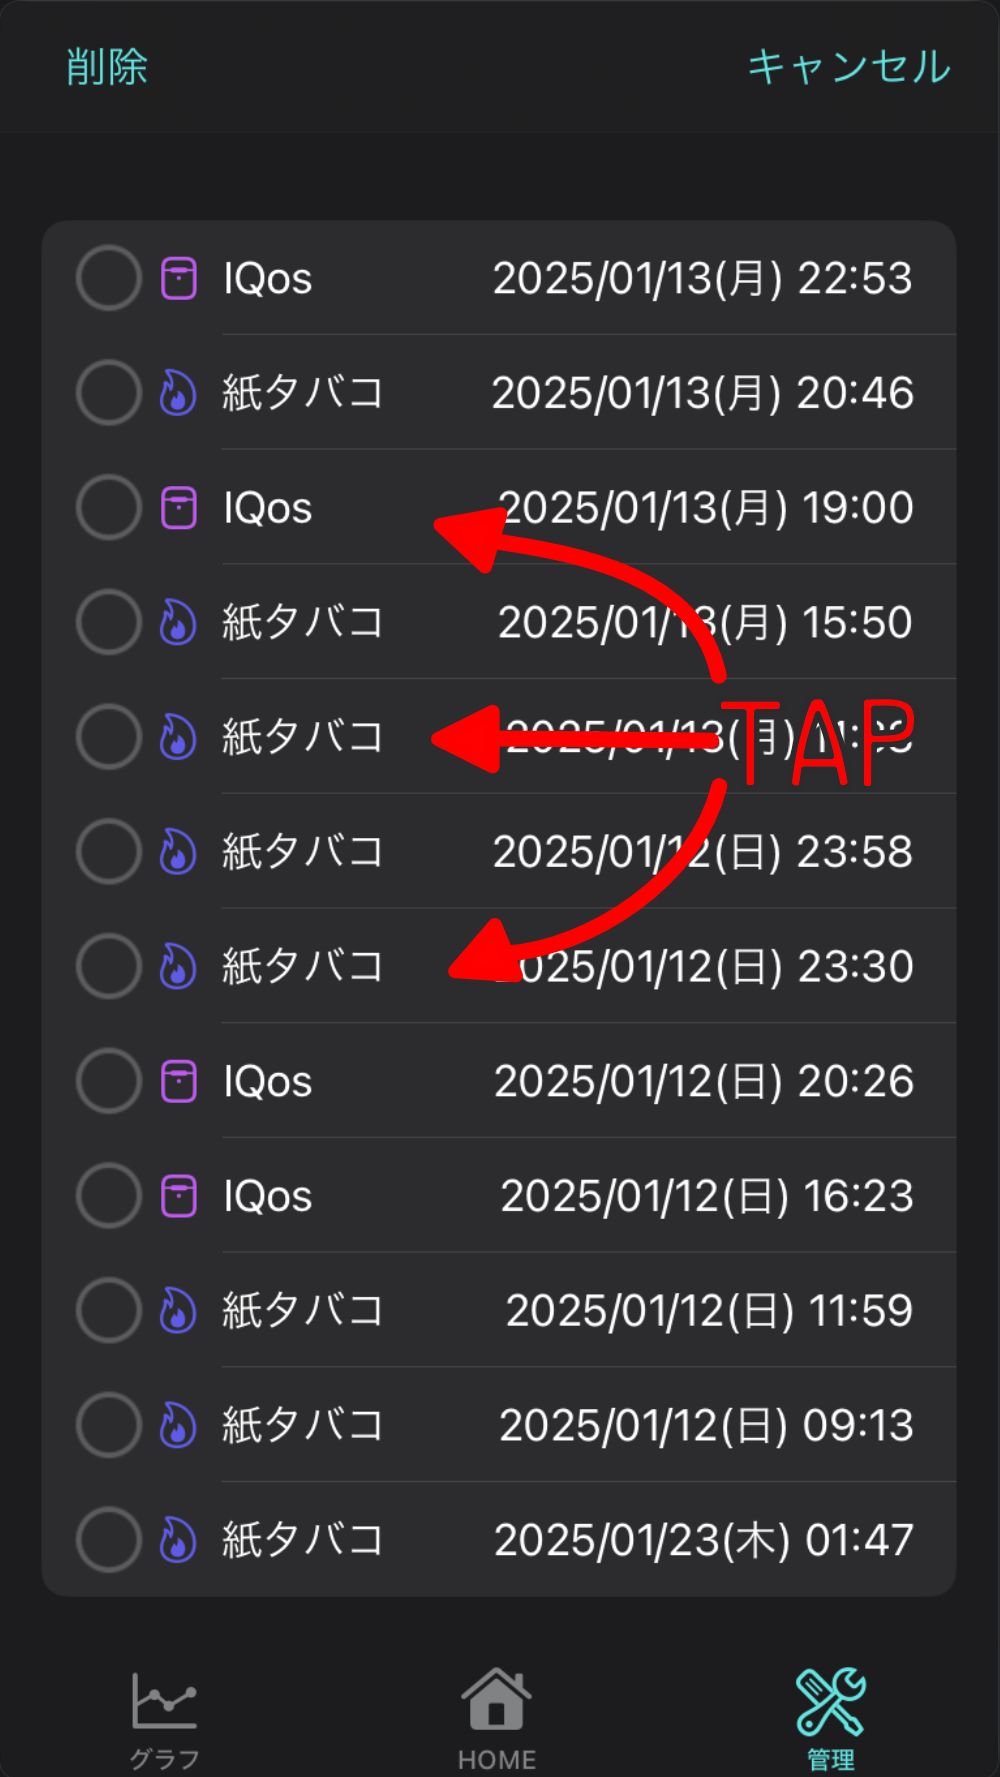 削除 キャンセル
IQos 2025/01/13(月) 22:53
紙タバコ 2025/01/13(月) 20:46
IQos 2025/01/13(月) 19:00
紙タバコ 2025/01/13(月) 15:50
紙タバコ 2025/01/13(月)
TAP
紙タバコ 2025/01/12(日) 23:58
紙タバコ 2025/01/12(日) 23:30
IQos 2025/01/12(日) 20:26
IQos 2025/01/12(日) 16:23
紙タバコ 2025/01/12(日) 11:59
紙タバコ 2025/01/12(日) 09:13
紙タバコ 2025/01/23(木) 01:47
グラフ HOME 管理